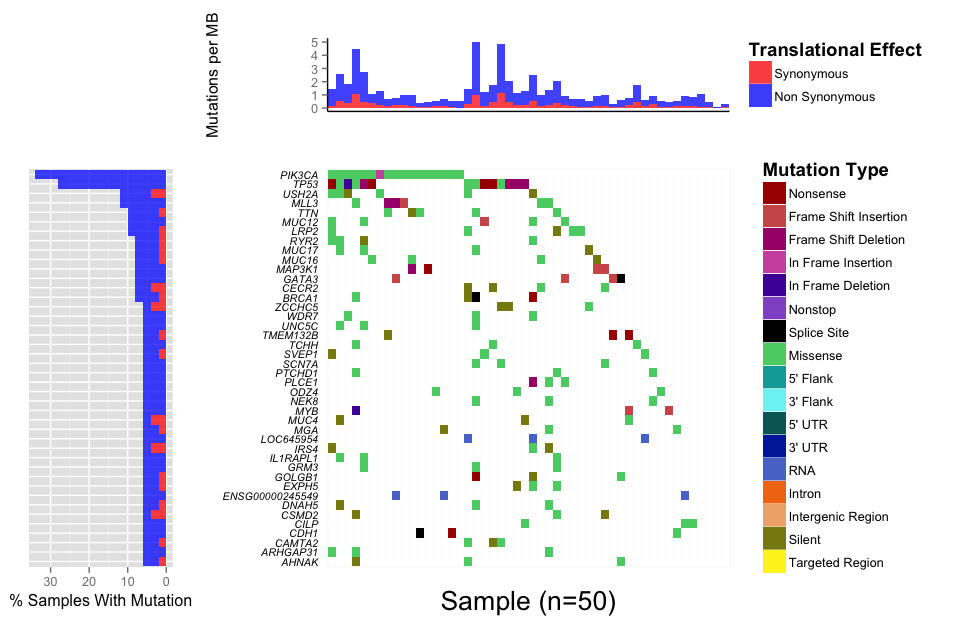 Mutations per MB
5
4
3
2
1
0
Translational Effect
Synonymous
Non Synonymous
PIK3CA
TP53
USH2A
MLL3
TTN
MUC12
LRP2
RYR2
MUC17
MUC16
MAP3K1
GATA3
CECR2
BRCA1
ZCCHC5
WDR7
UNC5C
TMEM132B
TCHH
SVEP1
SCN7A
PTCHD1
PLCE1
ODZ4
NEK8
MYB
MUC4
MGA
LOC645954
IRS4
IL1RAPL1
GRM3
GOLGB1
EXPH5
ENSG00000245549
DNAH5
CSMD2
CILP
CDH1
CAMTA2
ARHGAP31
AHNAK
30 20 10 0
% Samples With Mutation
Sample (n=50)
Mutation Type
Nonsense
Frame Shift Insertion
Frame Shift Deletion
In Frame Insertion
In Frame Deletion
Nonstop
Splice Site
Missense
5' Flank
3' Flank
5' UTR
3' UTR
RNA
Intron
Intergenic Region
Silent
Targeted Region